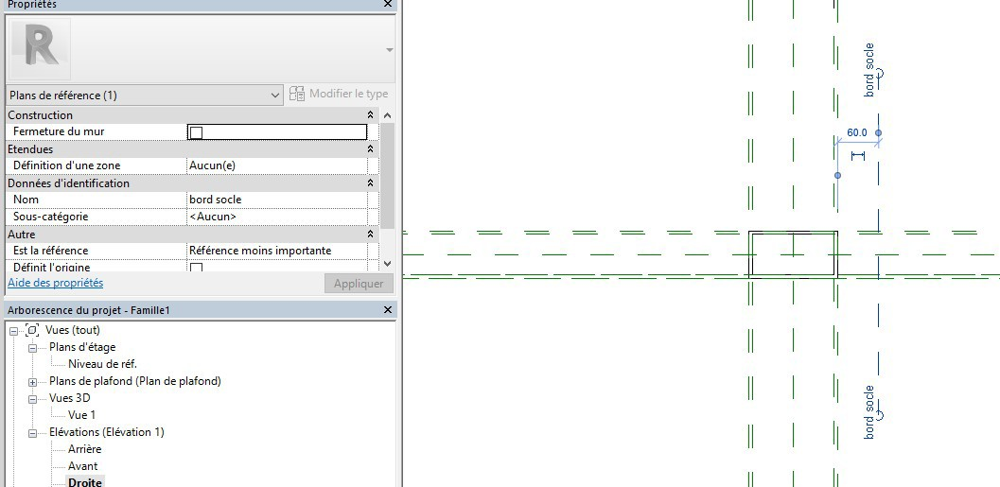 Propriétés
Plans de référence (1)
Modifier le type
Construction
Fermeture du mur
Etendues
Définition d'une zone Aucun(e)
Données d'identification
Nom bord socle
Sous-catégorie <Aucun>
Autre
Est la référence Référence moins importante
Définit l'origine
Aide des propriétés Appliquer
Arborescence du projet - Famille1
Vues (tout)
Plans d'étage
Niveau de réf.
Plans de plafond (Plan de plafond)
Vues 3D
Vue 1
Elévations (Elévation 1)
Arrière
Avant
Droite
bord socle
60.0
bord socle